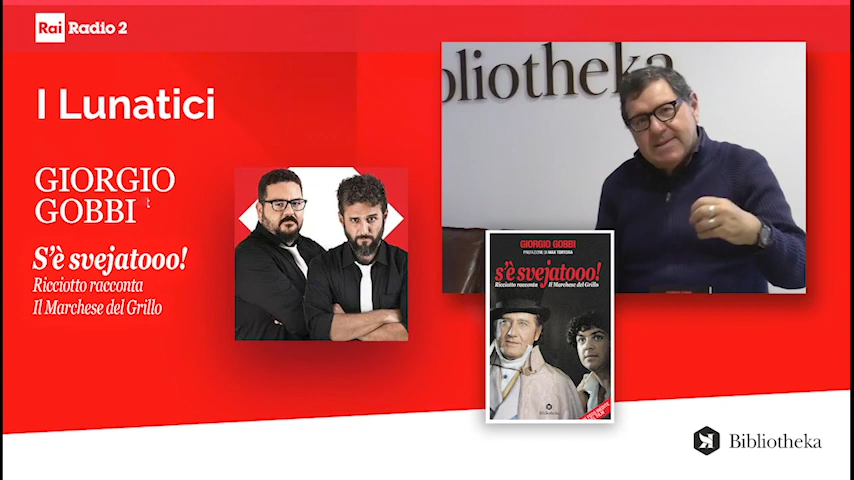 Rai Radio 2
I Lunatici
GIORGIO
GOBBI
S'è svejatooo!
Ricciotto racconta
Il Marchese del Grillo
bliotheka
GIORGIO GOBBI
PREFAZIONE DI MAX TORTORA
s'è svejatooo!
Ricciotto racconta Il Marchese del Grillo
Bibliotheka
Bibliotheka